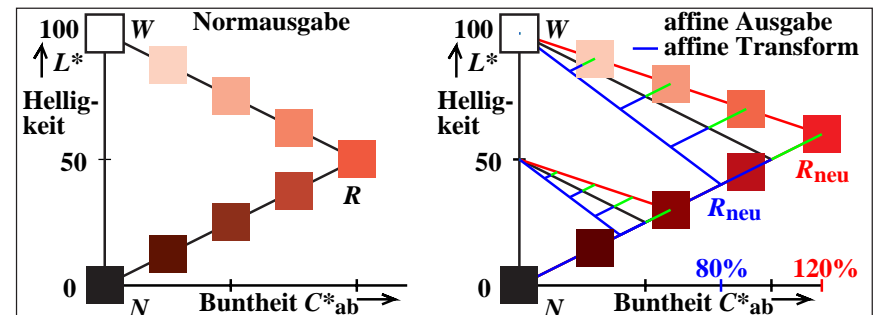 Normausgabe
100
W
L*
Hellig-
keit
50
R
0
N
Buntheit C*ab
affine Ausgabe
affine Transform
100
W
L*
Hellig-
keit
50
Rneu
Rneu
80%
120%
0
N
Buntheit C*ab